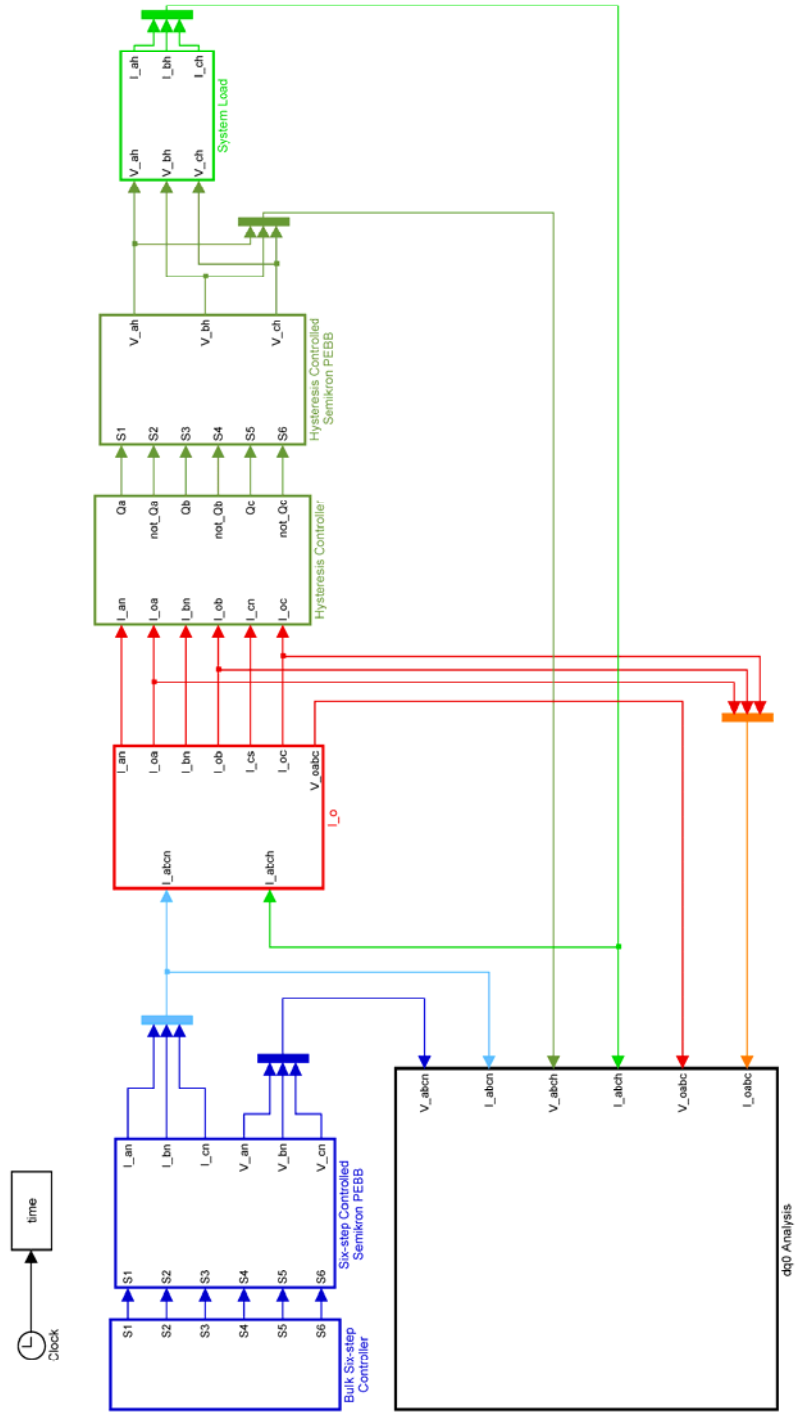 Clock
time
Bulk Six-step
Controller
S1
S2
S3
S4
S5
S6
Six-step Controlled
Semikron PEBB
S1
S2
S3
S4
S5
S6
I_an
I_bn
I_cn
V_an
V_bn
V_cn
I_o
I_abcn
I_abch
I_an
I_oa
I_bn
I_ob
I_cs
I_oc
V_oabc
Hysteresis Controller
I_an
I_oa
I_bn
I_ob
I_cn
I_oc
Qa
not_Qa
Qb
not_Qb
Qc
not_Qc
Hysteresis Controlled
Semikron PEBB
S1
S2
S3
S4
S5
S6
V_ah
V_bh
V_ch
System Load
V_ah
V_bh
V_ch
I_ah
I_bh
I_ch
dq0 Analysis
V_abcn
I_abcn
V_abch
I_abch
V_oabc
I_oabc